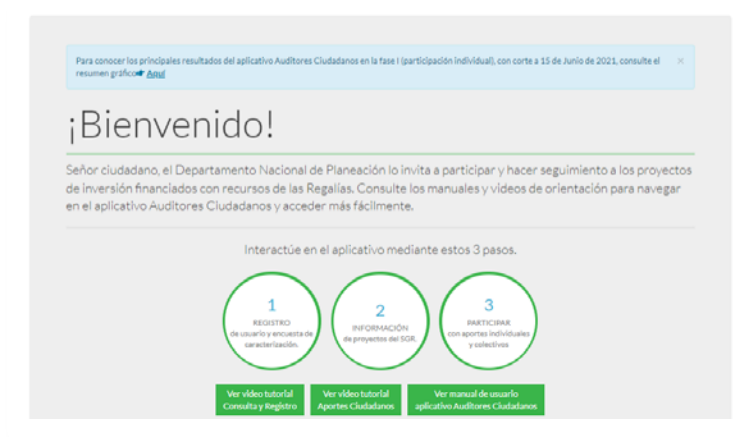 Para conocer los principales resultados del aplicativo Auditores Ciudadanos en la fase I (participación individual), con corte a 15 de Junio de 2021, consulte el
resumen gráfico Aquí
¡Bienvenido!
Señor ciudadano, el Departamento Nacional de Planeación lo invita a participar y hacer seguimiento a los proyectos
de inversión financiados con recursos de las Regalías. Consulte los manuales y videos de orientación para navegar
en el aplicativo Auditores Ciudadanos y acceder más fácilmente.
Interactúe en el aplicativo mediante estos 3 pasos.
1
REGISTRO
de usuario y encuesta de
caracterización.
2
INFORMACIÓN
de proyectos del SGR.
3
PARTICIPAR
con aportes individuales
y colectivos
Ver video tutorial
Consulta y Registro
Ver video tutorial
Aportes Ciudadanos
Ver manual de usuario
aplicativo Auditores Ciudadanos